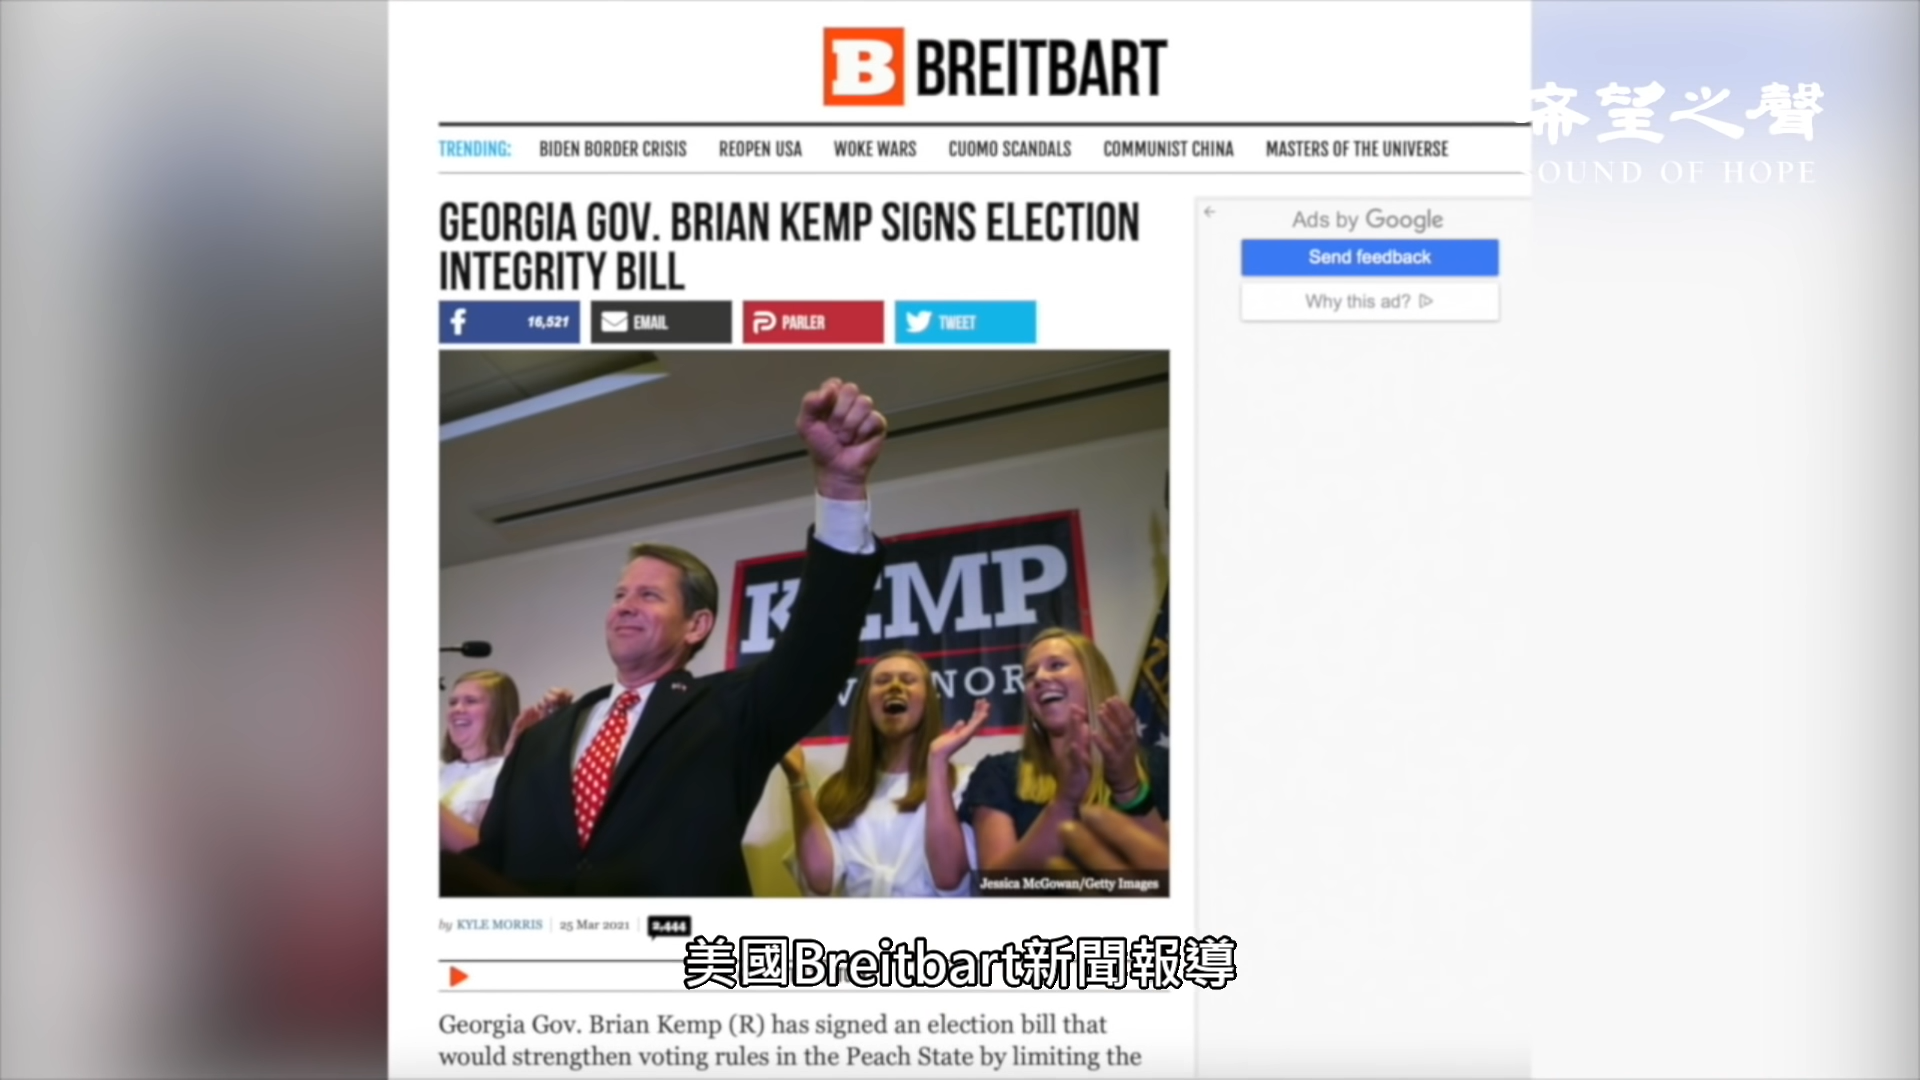 BREITBART
希望之聲
SOUND OF HOPE
TRENDING: BIDEN BORDER CRISIS REOPEN USA WOKE WARS CUOMO SCANDALS COMMUNIST CHINA MASTERS OF THE UNIVERSE
GEORGIA GOV. BRIAN KEMP SIGNS ELECTION
INTEGRITY BILL
Ads by Google
Send feedback
Why this ad?
16,521 EMAIL PARLER TWEET
KEMP
Jessica McGowan/Getty Images
by KYLE MORRIS 25 Mar 2021 2,444
美國Breitbart新聞報導
Georgia Gov. Brian Kemp (R) has signed an election bill that
would strengthen voting rules in the Peach State by limiting the